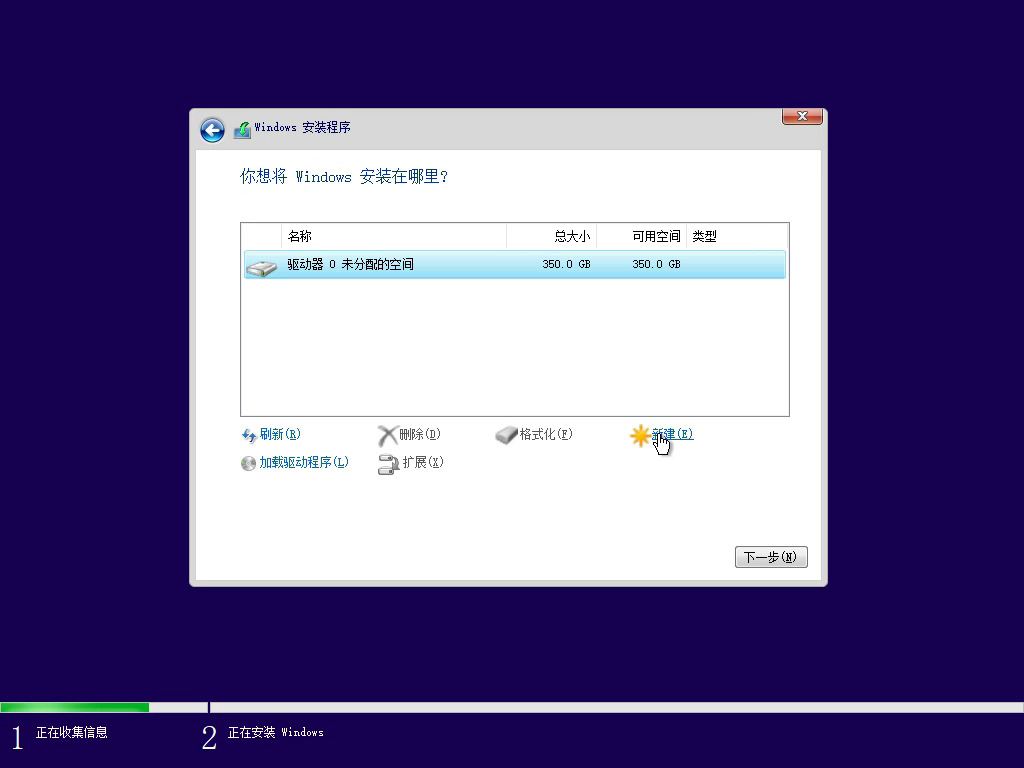 Windows 安装程序
你想将 Windows 安装在哪里?
名称 总大小 可用空间 类型
驱动器 0 未分配的空间 350.0 GB 350.0 GB
刷新(R) 删除(D) 格式化(F) 新建(E)
加载驱动程序(L) 扩展(X)
下一步(N)
1 正在收集信息 2 正在安装 Windows